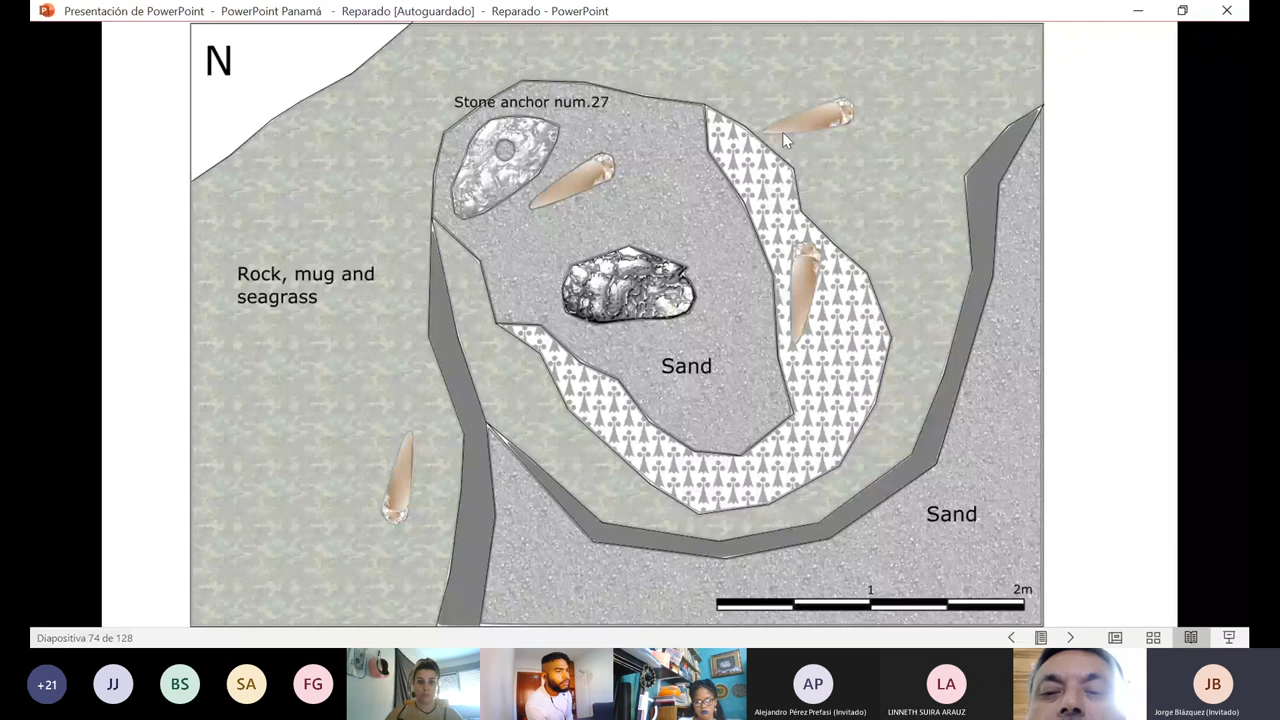 Presentación de PowerPoint - PowerPoint Panamá - Reparado [Autoguardado] - Reparado - PowerPoint
N
Stone anchor num.27
Rock, mug and
seagrass
Sand
Sand
1
2m
Diapositiva 74 de 128
+21
JJ
BS
SA
FG
AP
LA
JB
Alejandro Pérez Prefasi (Invitado)
LINNETH SUIRA ARAUZ
Jorge Blázquez (Invitado)